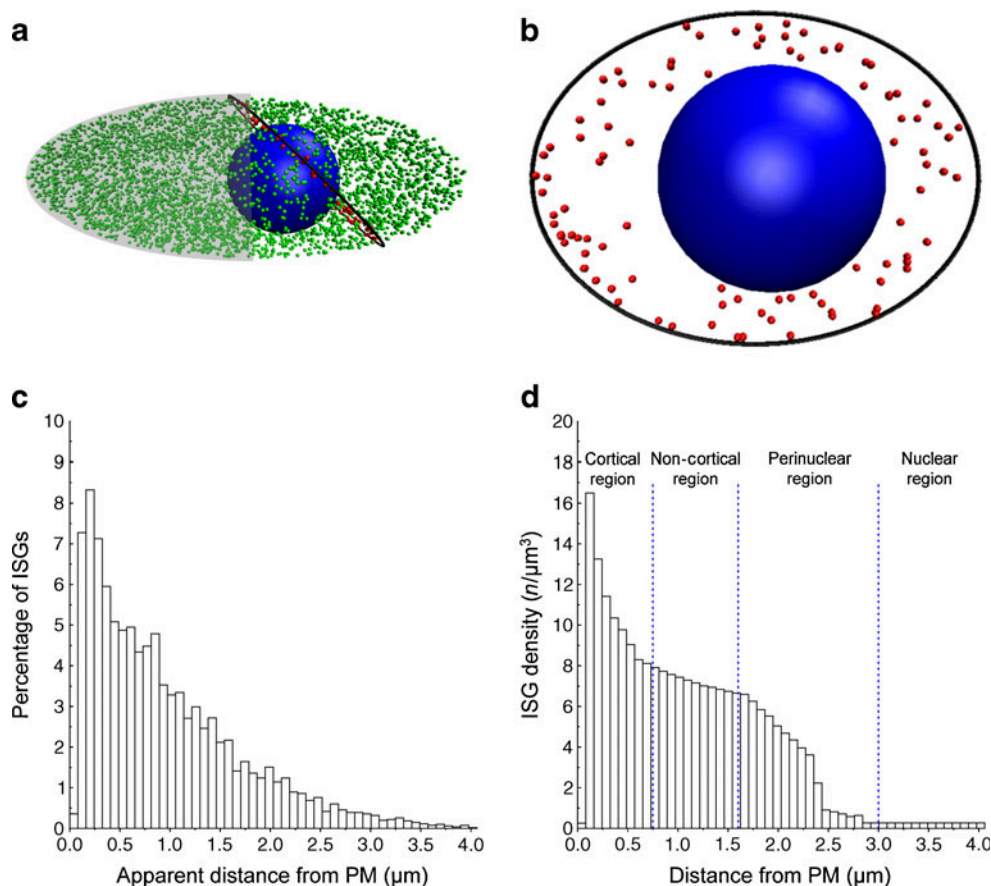 a
b
c
10
9
8
7
6
5
4
3
2
1
0
Percentage of ISGs
0.0 0.5 1.0 1.5 2.0 2.5 3.0 3.5 4.0
Apparent distance from PM (µm)
d
20
18
16
14
12
10
8
6
4
2
0
ISG density (n/µm³)
Cortical region
Non-cortical region
Perinuclear region
Nuclear region
0.0 0.5 1.0 1.5 2.0 2.5 3.0 3.5 4.0
Distance from PM (µm)